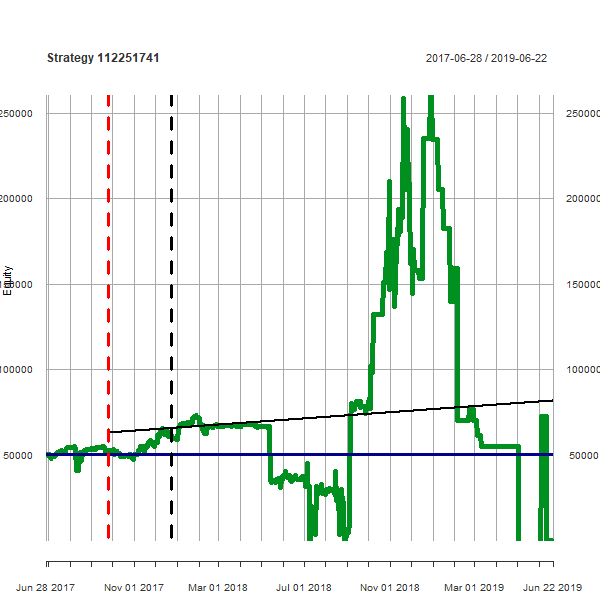 Strategy 112251741
2017-06-28 / 2019-06-22
250000
250000
200000
200000
Equity
150000
150000
100000
100000
50000
50000
Jun 28 2017
Nov 01 2017
Mar 01 2018
Jul 01 2018
Nov 01 2018
Mar 01 2019
Jun 22 2019